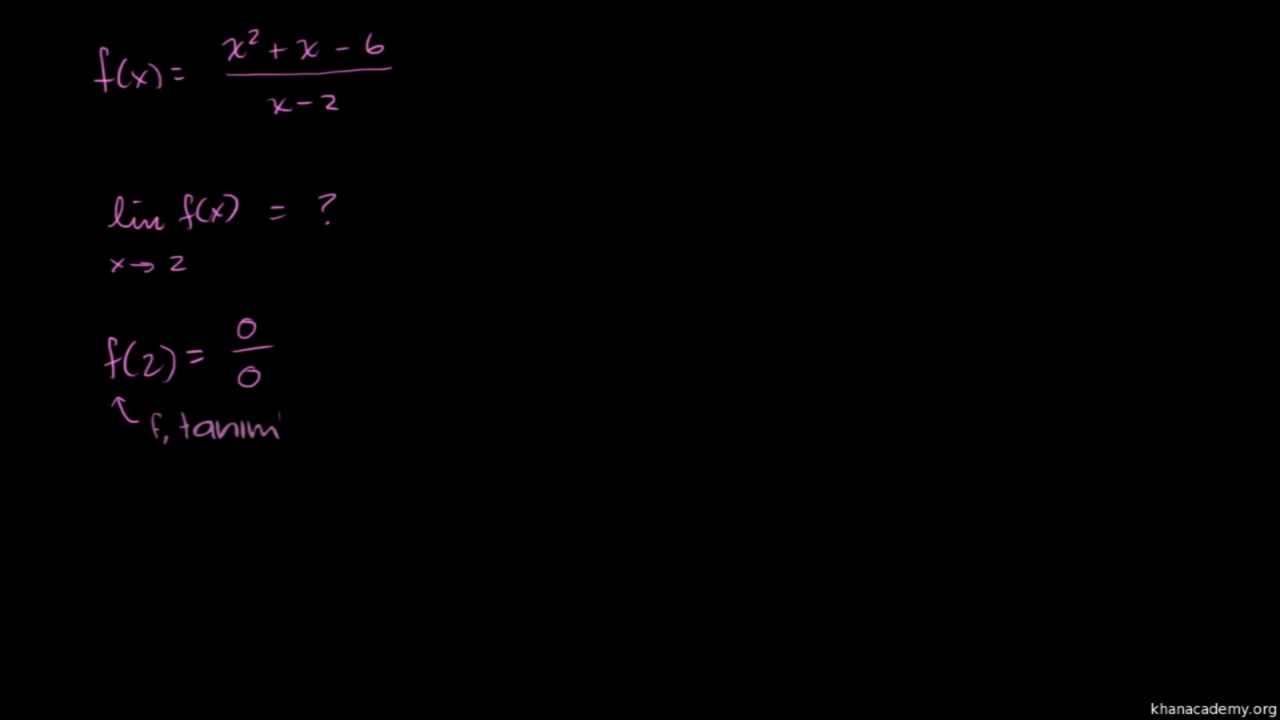 f(x) = x² + x - 6 / x - 2
lim f(x) = ?
x → 2
f(2) = 0 / 0
f, tanım
khanacademy.org